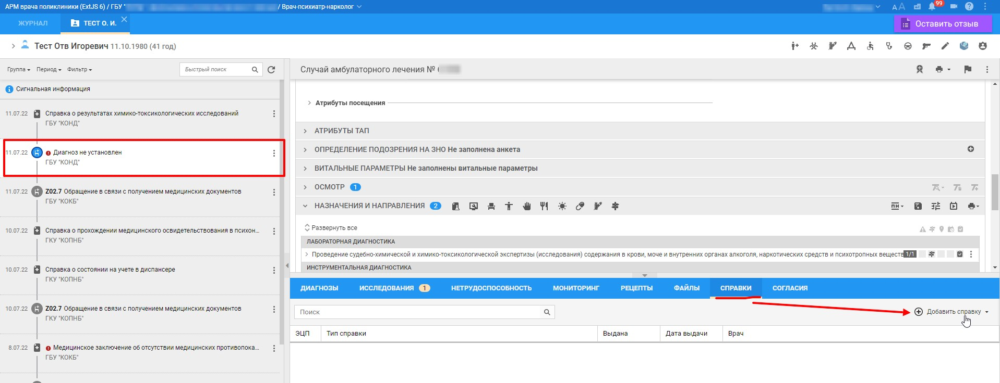 АРМ врача поликлиники (ExtJS 6) / ГБУ " / Врач-психиатр-нарколог
99
ЖУРНАЛ
ТЕСТ О. И.
Оставить отзыв
Тест Отв Игоревич 11.10.1980 (41 год)
Группа Период Фильтр
Быстрый поиск
Сигнальная информация
11.07.22 Справка о результатах химико-токсикологических исследований
ГБУ "КОНД"
11.07.22 Диагноз не установлен
ГБУ "КОНД"
11.07.22 Z02.7 Обращение в связи с получением медицинских документов
ГБУ "КОКБ"
10.07.22 Справка о прохождении медицинского освидетельствования в психон...
ГКУ "КОПНБ"
10.07.22 Справка о состоянии на учете в диспансере
ГКУ "КОПНБ"
10.07.22 Z02.7 Обращение в связи с получением медицинских документов
ГКУ "КОПНБ"
8.07.22 Медицинское заключение об отсутствии медицинских противопока...
ГБУ "КОКБ"
Случай амбулаторного лечения №
Атрибуты посещения
АТРИБУТЫ ТАП
ОПРЕДЕЛЕНИЕ ПОДОЗРЕНИЯ НА ЗНО Не заполнена анкета
ВИТАЛЬНЫЕ ПАРАМЕТРЫ Не заполнены витальные параметры
ОСМОТР 1
НАЗНАЧЕНИЯ И НАПРАВЛЕНИЯ 2
ПН
Развернуть все
ЛАБОРАТОРНАЯ ДИАГНОСТИКА
Проведение судебно-химической и химико-токсикологической экспертизы (исследования) содержания в крови, моче и внутренних органах алкоголя, наркотических средств и психотропных веществ 1/1
ИНСТРУМЕНТАЛЬНАЯ ДИАГНОСТИКА
ДИАГНОЗЫ ИССЛЕДОВАНИЯ 1 НЕТРУДОСПОСОБНОСТЬ МОНИТОРИНГ РЕЦЕПТЫ ФАЙЛЫ СПРАВКИ СОГЛАСИЯ
Поиск
Добавить справку
ЭЦП Тип справки Выдана Дата выдачи Врач